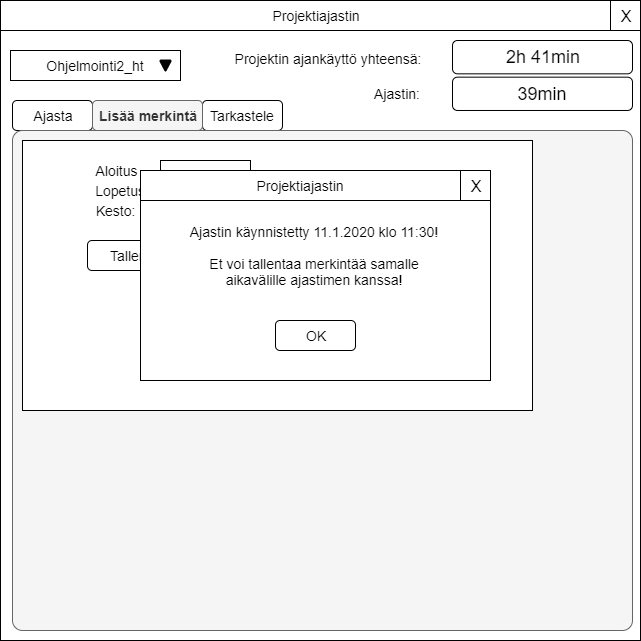 Projektiajastin X
Ohjelmointi2_ht
Projektin ajankäyttö yhteensä: 2h 41min
Ajastin: 39min
Ajasta Lisää merkintä Tarkastele
Aloitus
Lopetus
Kesto:
Projektiajastin X
Ajastin käynnistetty 11.1.2020 klo 11:30!
Et voi tallentaa merkintää samalle
aikavälille ajastimen kanssa!
OK